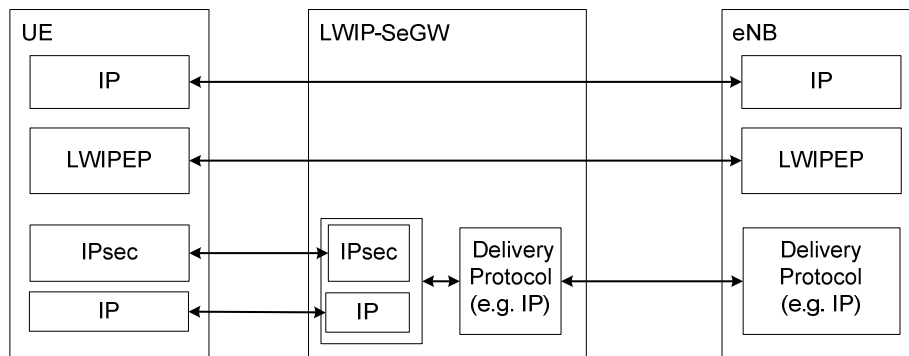 UE
LWIP-SeGW
eNB
IP
IP
LWIPEP
LWIPEP
IPsec
IPsec
Delivery
Protocol
(e.g. IP)
Delivery
Protocol
(e.g. IP)
IP
IP